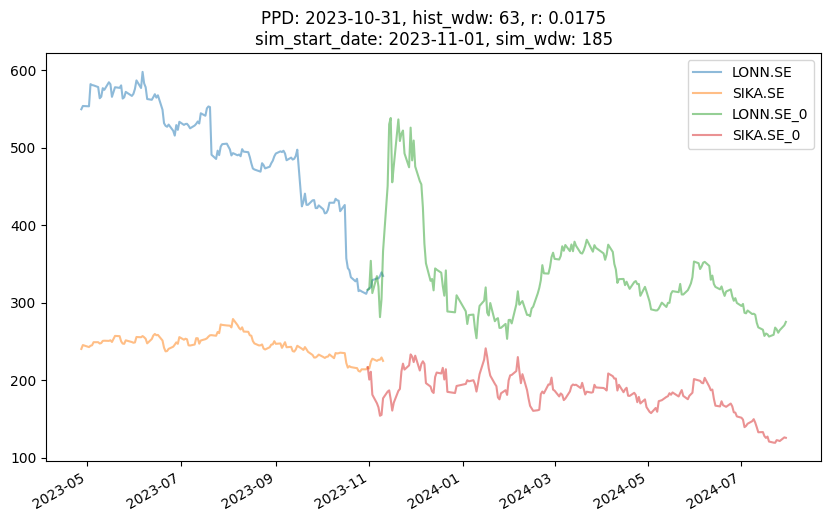 PPD: 2023-10-31, hist_wdw: 63, r: 0.0175
sim_start_date: 2023-11-01, sim_wdw: 185
LONN.SE
SIKA.SE
LONN.SE_0
SIKA.SE_0
600
500
400
300
200
100
2023-05
2023-07
2023-09
2023-11
2024-01
2024-03
2024-05
2024-07